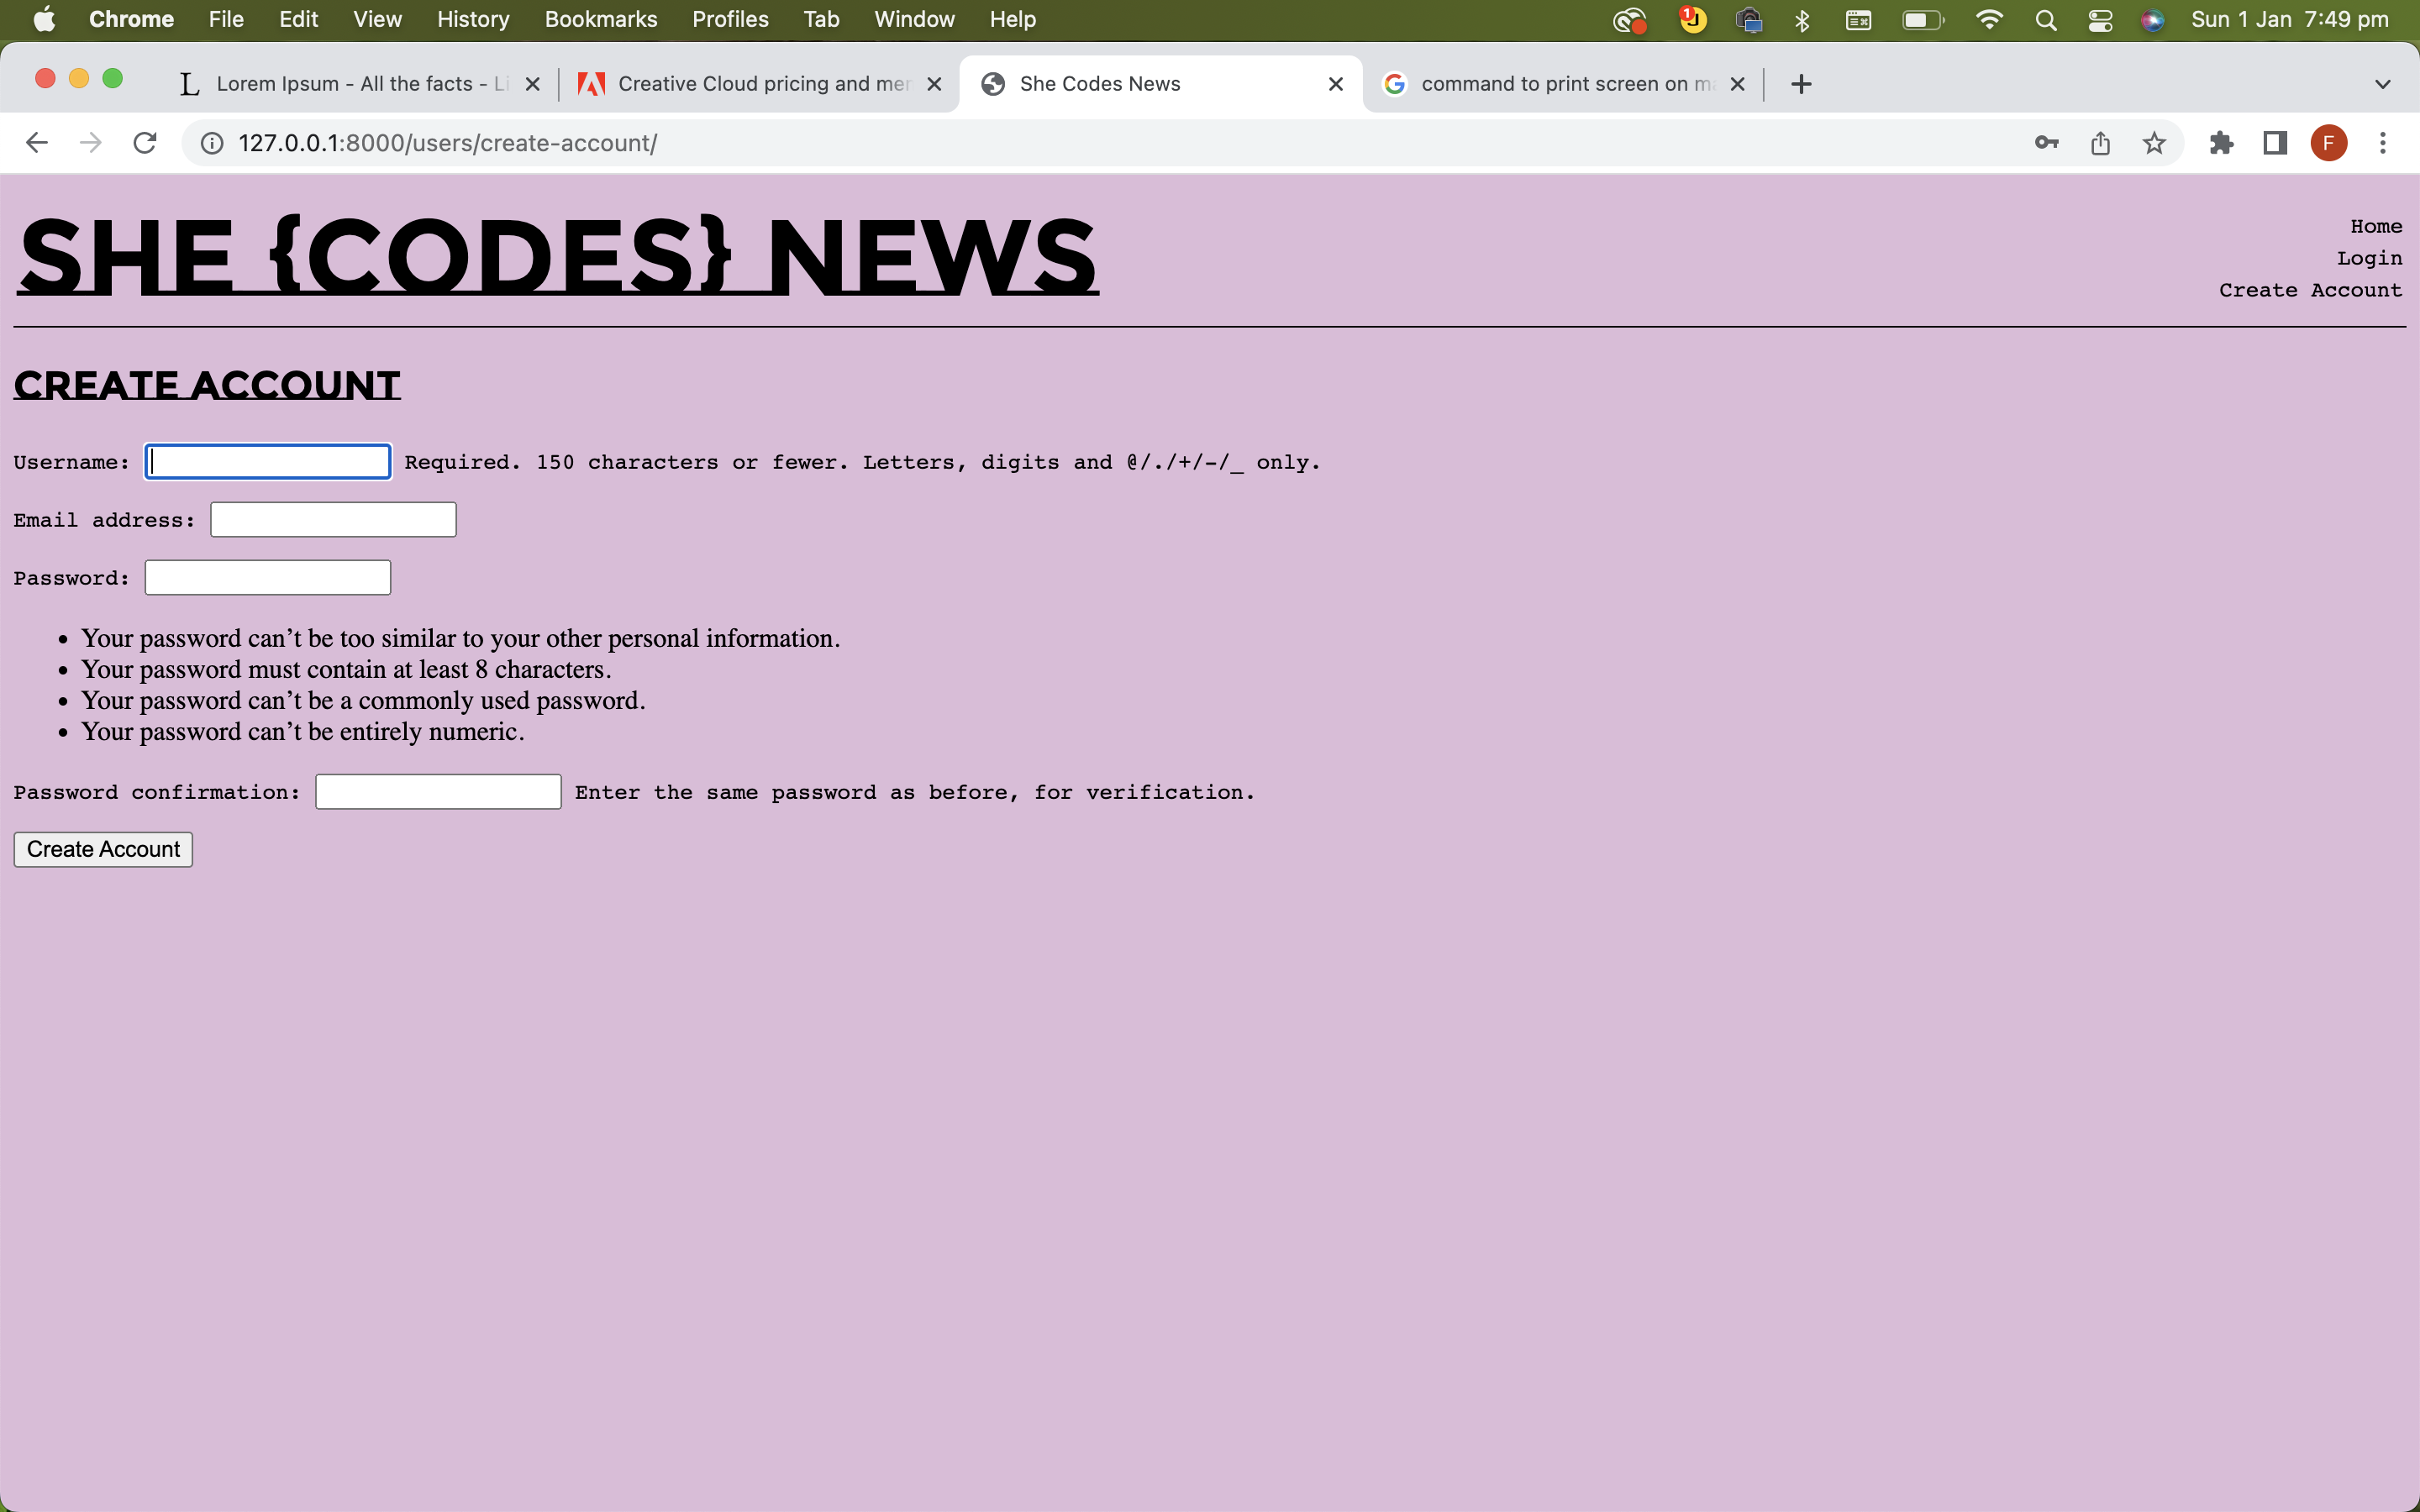 Chrome File Edit View History Bookmarks Profiles Tab Window Help 1 J Sun 1 Jan 7:49 pm
L Lorem Ipsum - All the facts - Li Creative Cloud pricing and mem She Codes News command to print screen on ma
127.0.0.1:8000/users/create-account/ F
SHE {CODES} NEWS
Home
Login
Create Account
CREATE ACCOUNT
Username: Required. 150 characters or fewer. Letters, digits and @/./+/-/_ only.
Email address:
Password:
• Your password can’t be too similar to your other personal information.
• Your password must contain at least 8 characters.
• Your password can’t be a commonly used password.
• Your password can’t be entirely numeric.
Password confirmation: Enter the same password as before, for verification.
Create Account